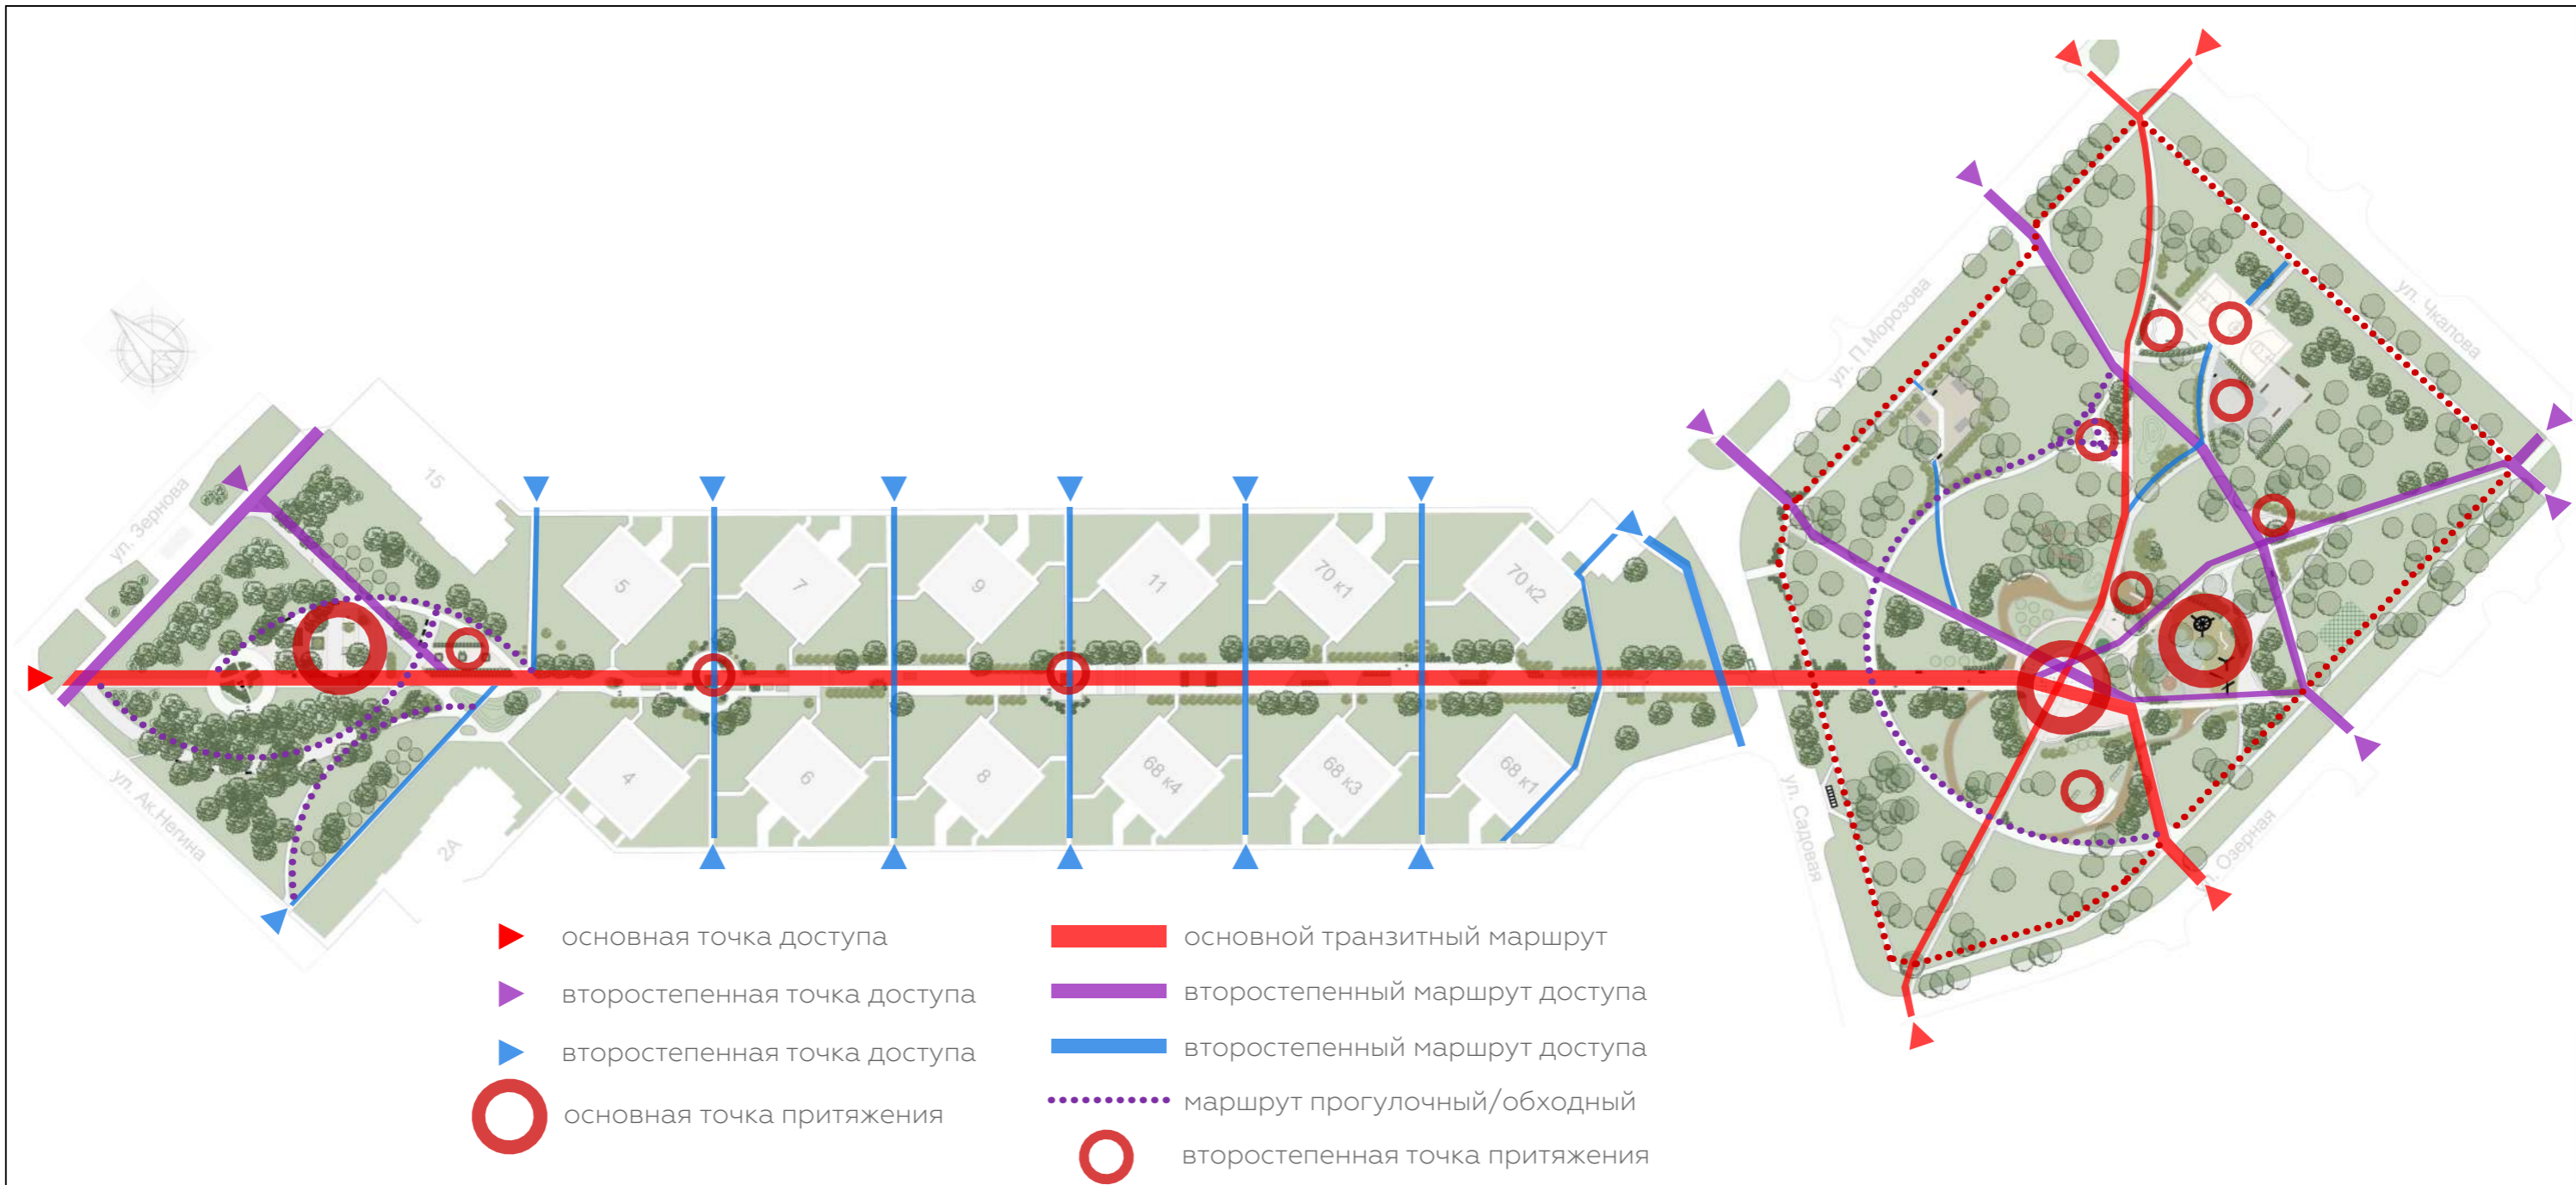 ул. Чкалова
ул. П.Морозова
15
ул. Зернова
5
7
9
11
70 к1
70 к2
4
6
8
68 к4
68 к3
68 к1
ул. Ак.Негина
2А
ул. Садовая
ул. Озерная
основная точка доступа
второстепенная точка доступа
второстепенная точка доступа
основная точка притяжения
основной транзитный маршрут
второстепенный маршрут доступа
второстепенный маршрут доступа
маршрут прогулочный/обходный
второстепенная точка притяжения